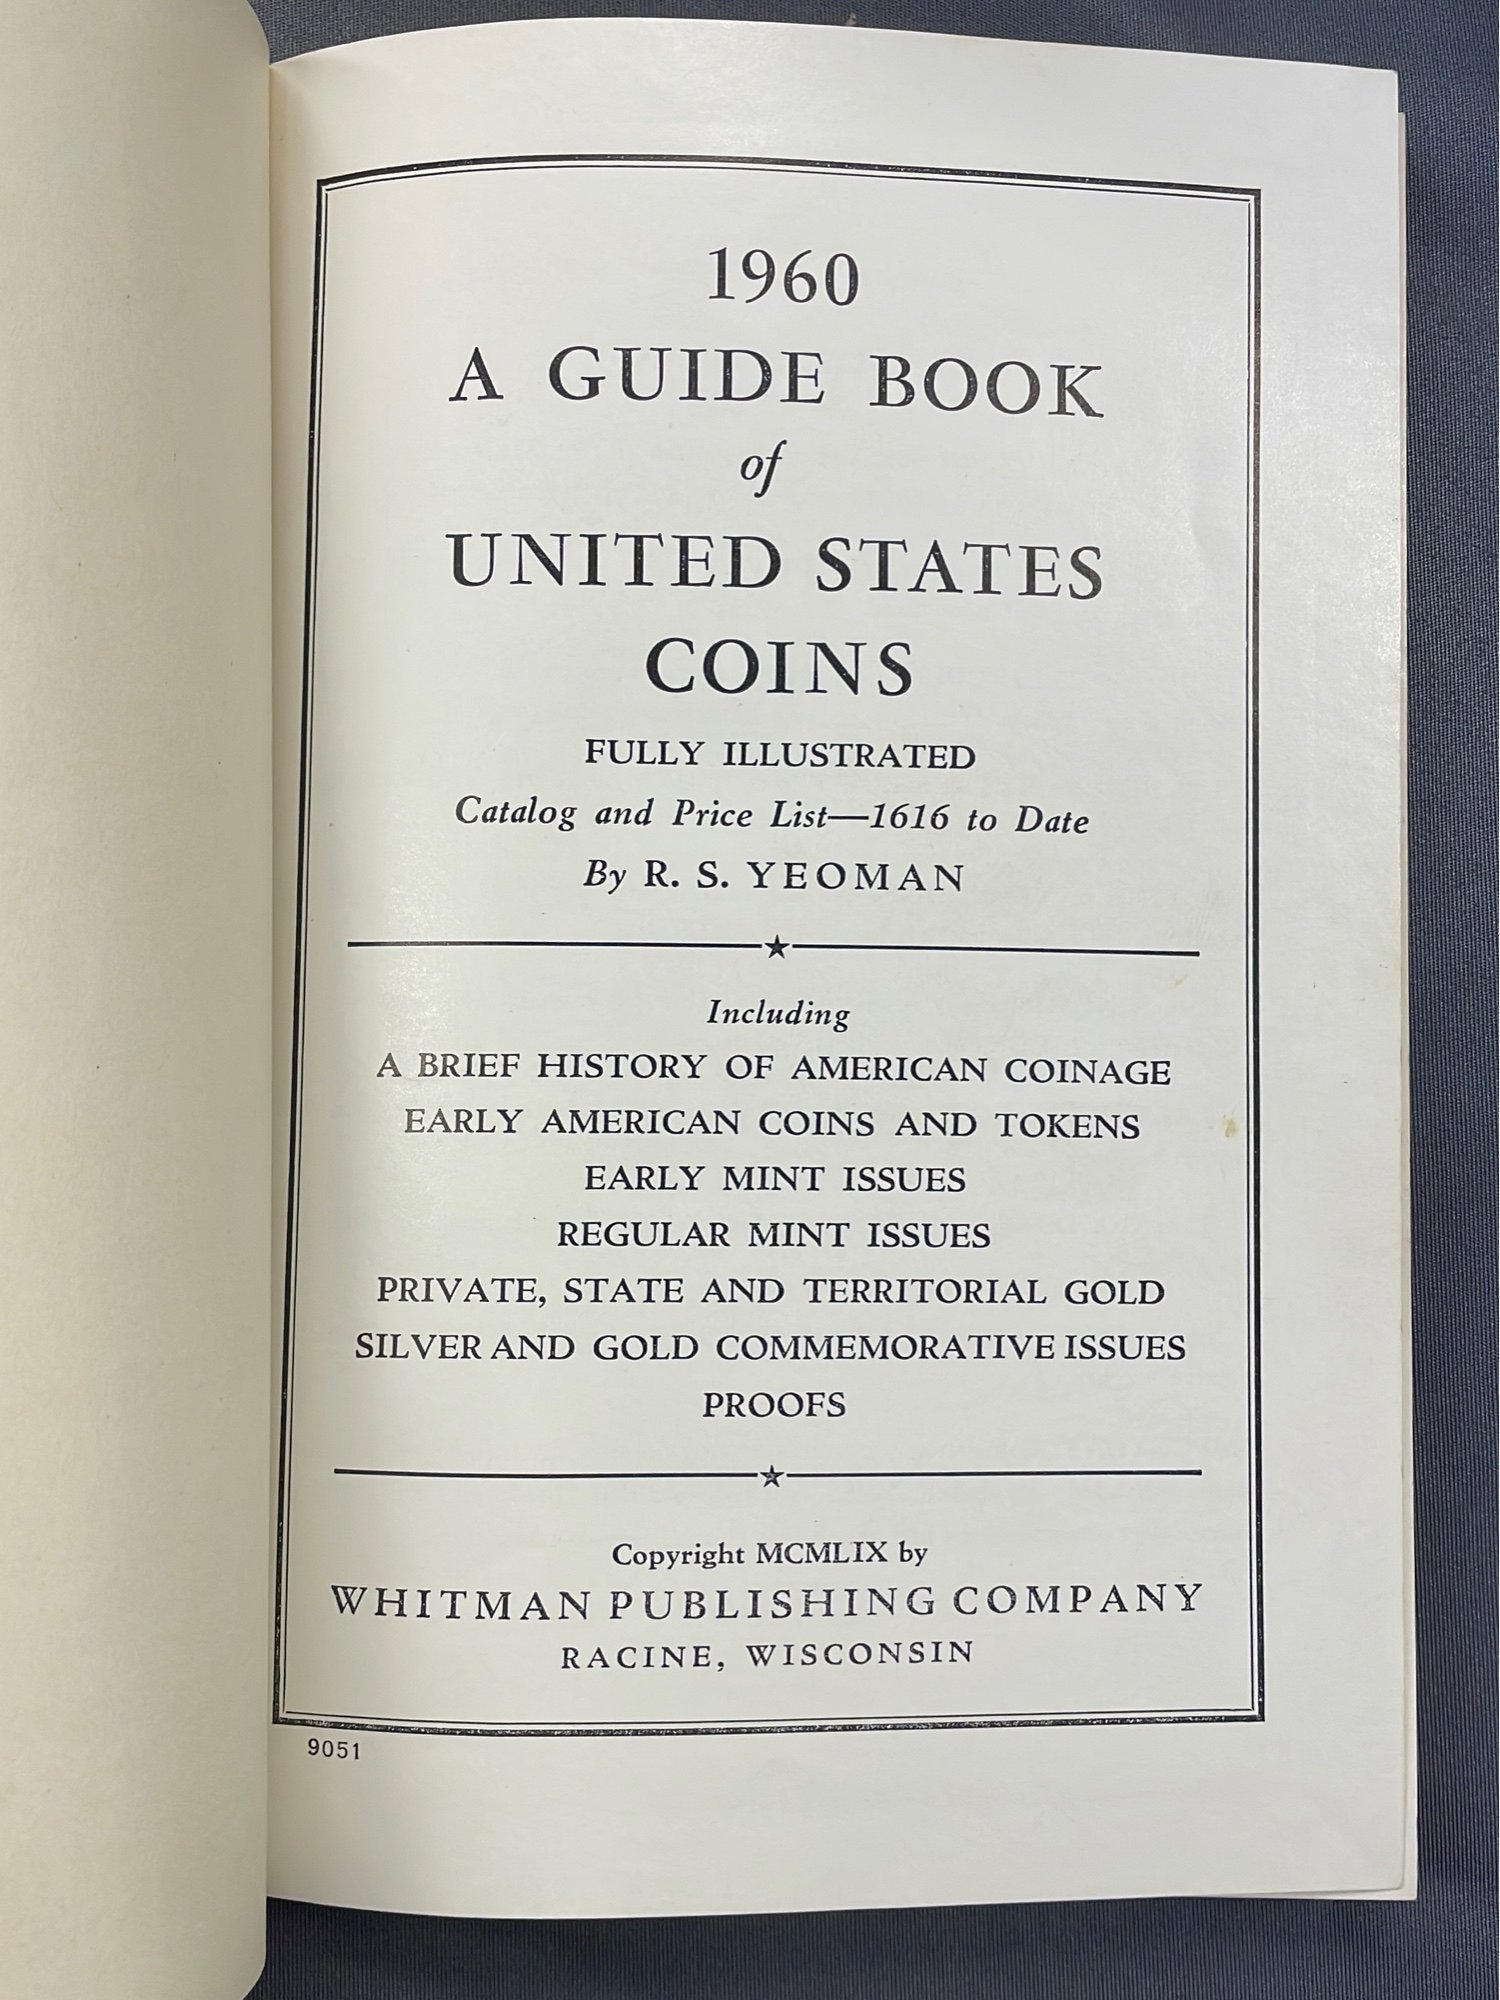 1960
A GUIDE BOOK
of
UNITED STATES
COINS
FULLY ILLUSTRATED
Catalog and Price List—1616 to Date
By R. S. YEOMAN
Including
A BRIEF HISTORY OF AMERICAN COINAGE
EARLY AMERICAN COINS AND TOKENS
EARLY MINT ISSUES
REGULAR MINT ISSUES
PRIVATE, STATE AND TERRITORIAL GOLD
SILVER AND GOLD COMMEMORATIVE ISSUES
PROOFS
Copyright MCMLIX by
WHITMAN PUBLISHING COMPANY
RACINE, WISCONSIN
9051